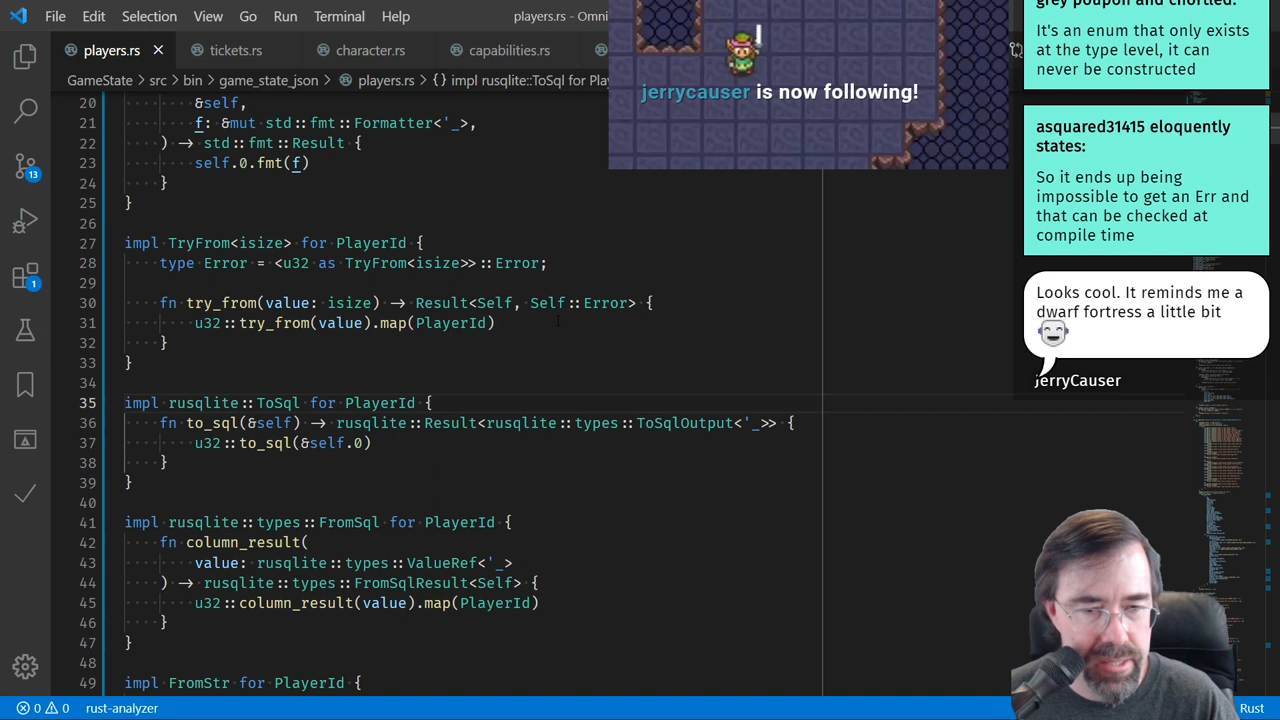 File Edit Selection View Go Run Terminal Help
players.rs - Omni
players.rs
tickets.rs
character.rs
capabilities.rs
GameState > src > bin > game_state_json > players.rs > {} impl rusqlite::ToSql for Play
jerrycauser is now following!
20 &self,
21 f: &mut std::fmt::Formatter<'_>,
22 ) → std::fmt::Result {
23 self.0.fmt(f)
24 }
25 }
26
27 impl TryFrom<isize> for PlayerId {
28 type Error = <u32 as TryFrom<isize>>::Error;
29
30 fn try_from(value: isize) → Result<Self, Self::Error> {
31 u32::try_from(value).map(PlayerId)
32 }
33 }
34
35 impl rusqlite::ToSql for PlayerId {
36 fn to_sql(&self) → rusqlite::Result<rusqlite::types::ToSqlOutput<'_>> {
37 u32::to_sql(&self.0)
38 }
39 }
40
41 impl rusqlite::types::FromSql for PlayerId {
42 fn column_result(
43 value: rusqlite::types::ValueRef<'_>
44 ) → rusqlite::types::FromSqlResult<Self> {
45 u32::column_result(value).map(PlayerId)
46 }
47 }
48
49 impl FromStr for PlayerId {
grey poupon and chortled:
It's an enum that only exists
at the type level, it can
never be constructed
asquared31415 eloquently
states:
So it ends up being
impossible to get an Err and
that can be checked at
compile time
Looks cool. It reminds me a
dwarf fortress a little bit
JerryCauser
13
1
0 0 rust-analyzer
Rust